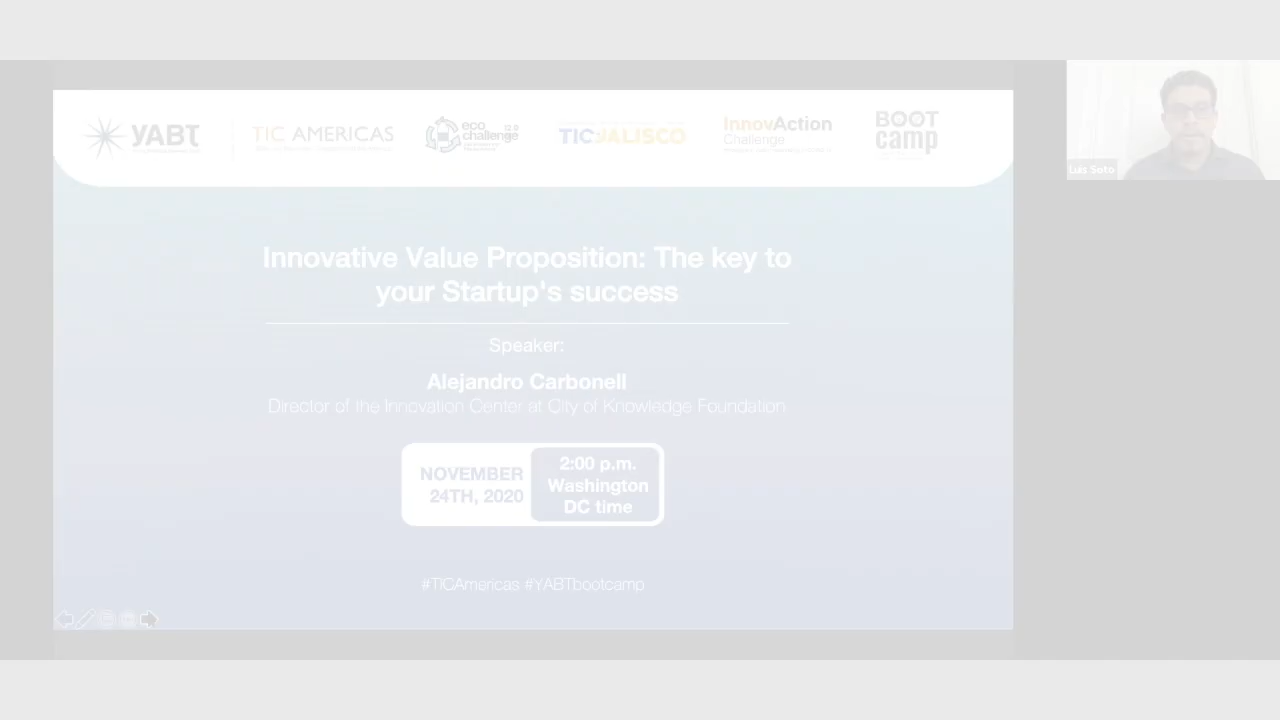 YABT
TIC AMERICAS
eco
challenge
TIC JALISCO
InnovAction
Challenge
BOOT
camp
Luis Soto
Innovative Value Proposition: The key to
your Startup's success
Speaker:
Alejandro Carbonell
Director of the Innovation Center at City of Knowledge Foundation
NOVEMBER
24TH, 2020
2:00 p.m.
Washington
DC time
#TICAmericas #YABTbootcamp